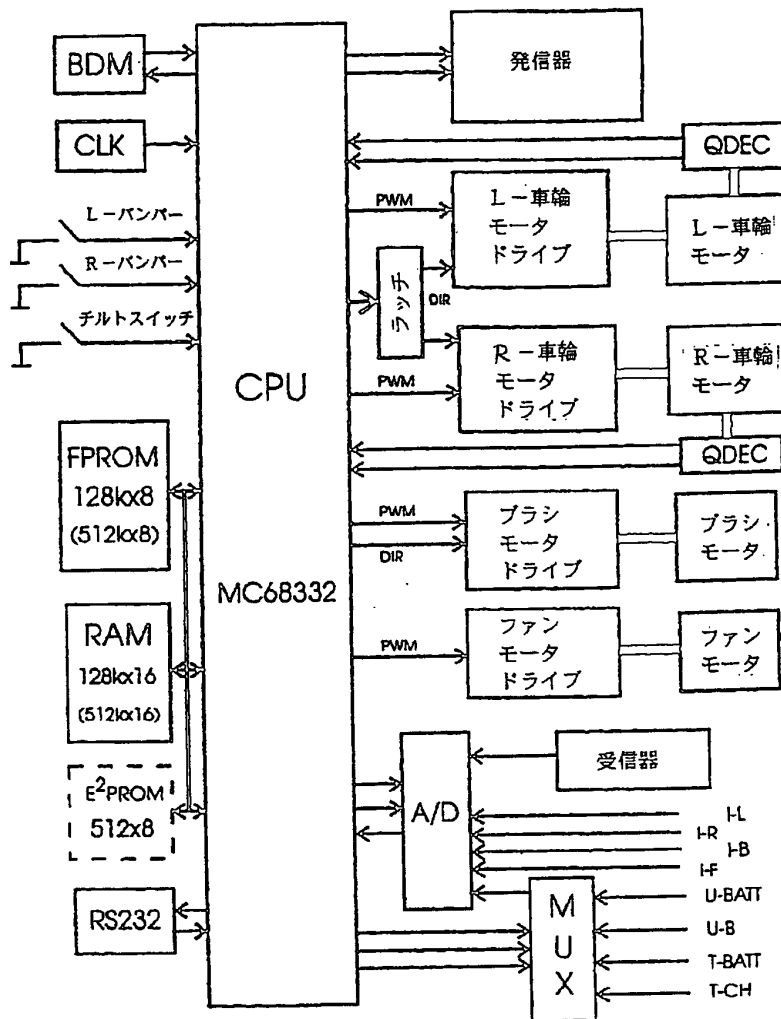 BDM
CLK
L-バンパー
R-バンパー
チルトスイッチ
FPROM
128kx8
(512kx8)
RAM
128kx16
(512kx16)
E²PROM
512x8
RS232
CPU
MC68332
発信器
QDEC
PWM
L-車輪
モータ
ドライブ
L-車輪
モータ
ラッチ
DIR
R-車輪
モータ
ドライブ
R-車輪
モータ
PWM
QDEC
PWM
DIR
ブラシ
モータ
ドライブ
ブラシ
モータ
PWM
ファン
モータ
ドライブ
ファン
モータ
受信器
A/D
I-L
I-R
I-B
I-F
MUX
U-BATT
U-B
T-BATT
T-CH